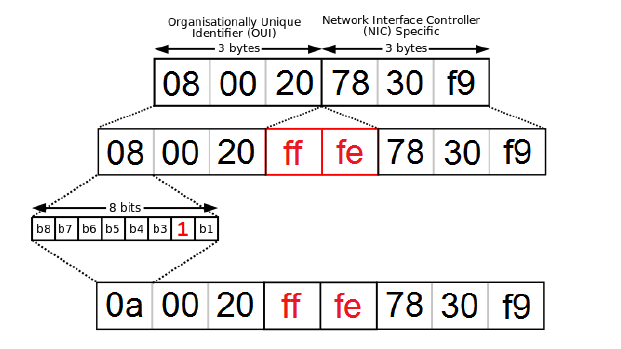 Organisationally Unique
Identifier (OUI)
Network Interface Controller
(NIC) Specific
3 bytes
3 bytes
08 00 20 78 30 f9
08 00 20 ff fe 78 30 f9
8 bits
b8 b7 b6 b5 b4 b3 1 b1
0a 00 20 ff fe 78 30 f9